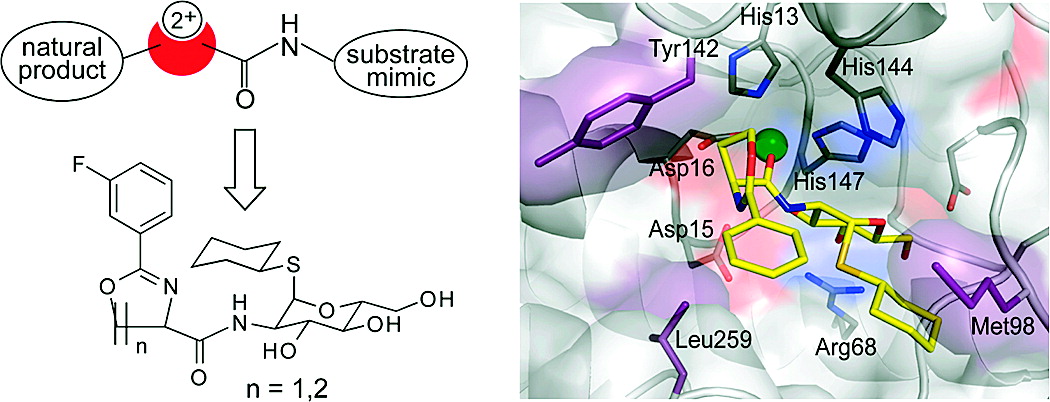 2+
natural
product
N
H
O
substrate
mimic
F
O
N
S
n
O
H
N
HO
O
HO
OH
OH
n = 1,2
His13
Tyr142
His144
Asp16
His147
Asp15
Leu259
Arg68
Met98